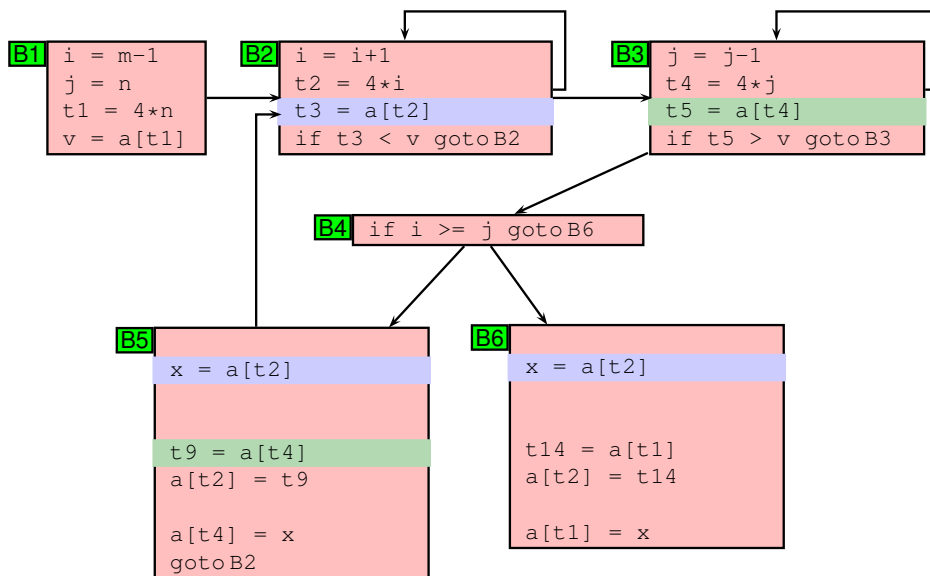 B1
i = m-1
j = n
t1 = 4*n
v = a[t1]
B2
i = i+1
t2 = 4*i
t3 = a[t2]
if t3 < v goto B2
B3
j = j-1
t4 = 4*j
t5 = a[t4]
if t5 > v goto B3
B4
if i >= j goto B6
B5
x = a[t2]
t9 = a[t4]
a[t2] = t9
a[t4] = x
goto B2
B6
x = a[t2]
t14 = a[t1]
a[t2] = t14
a[t1] = x